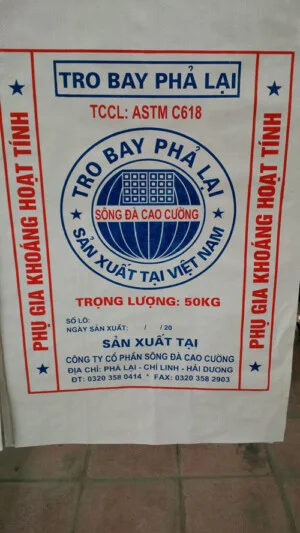 TRO BAY PHẢ LẠI
TCCL: ASTM C618
PHỤ GIA KHOÁNG HOẠT TÍNH
TRO BAY PHẢ LẠI
SÔNG ĐÀ CAO CƯỜNG
SẢN XUẤT TẠI VIỆT NAM
PHỤ GIA KHOÁNG HOẠT TÍNH
TRỌNG LƯỢNG: 50KG
SỐ LÔ:
NGÀY SẢN XUẤT: / / 20
SẢN XUẤT TẠI
CÔNG TY CỔ PHẦN SÔNG ĐÀ CAO CƯỜNG
ĐỊA CHỈ: PHẢ LẠI - CHÍ LINH - HẢI DƯƠNG
ĐT: 0320 358 0414 * FAX: 0320 358 2903